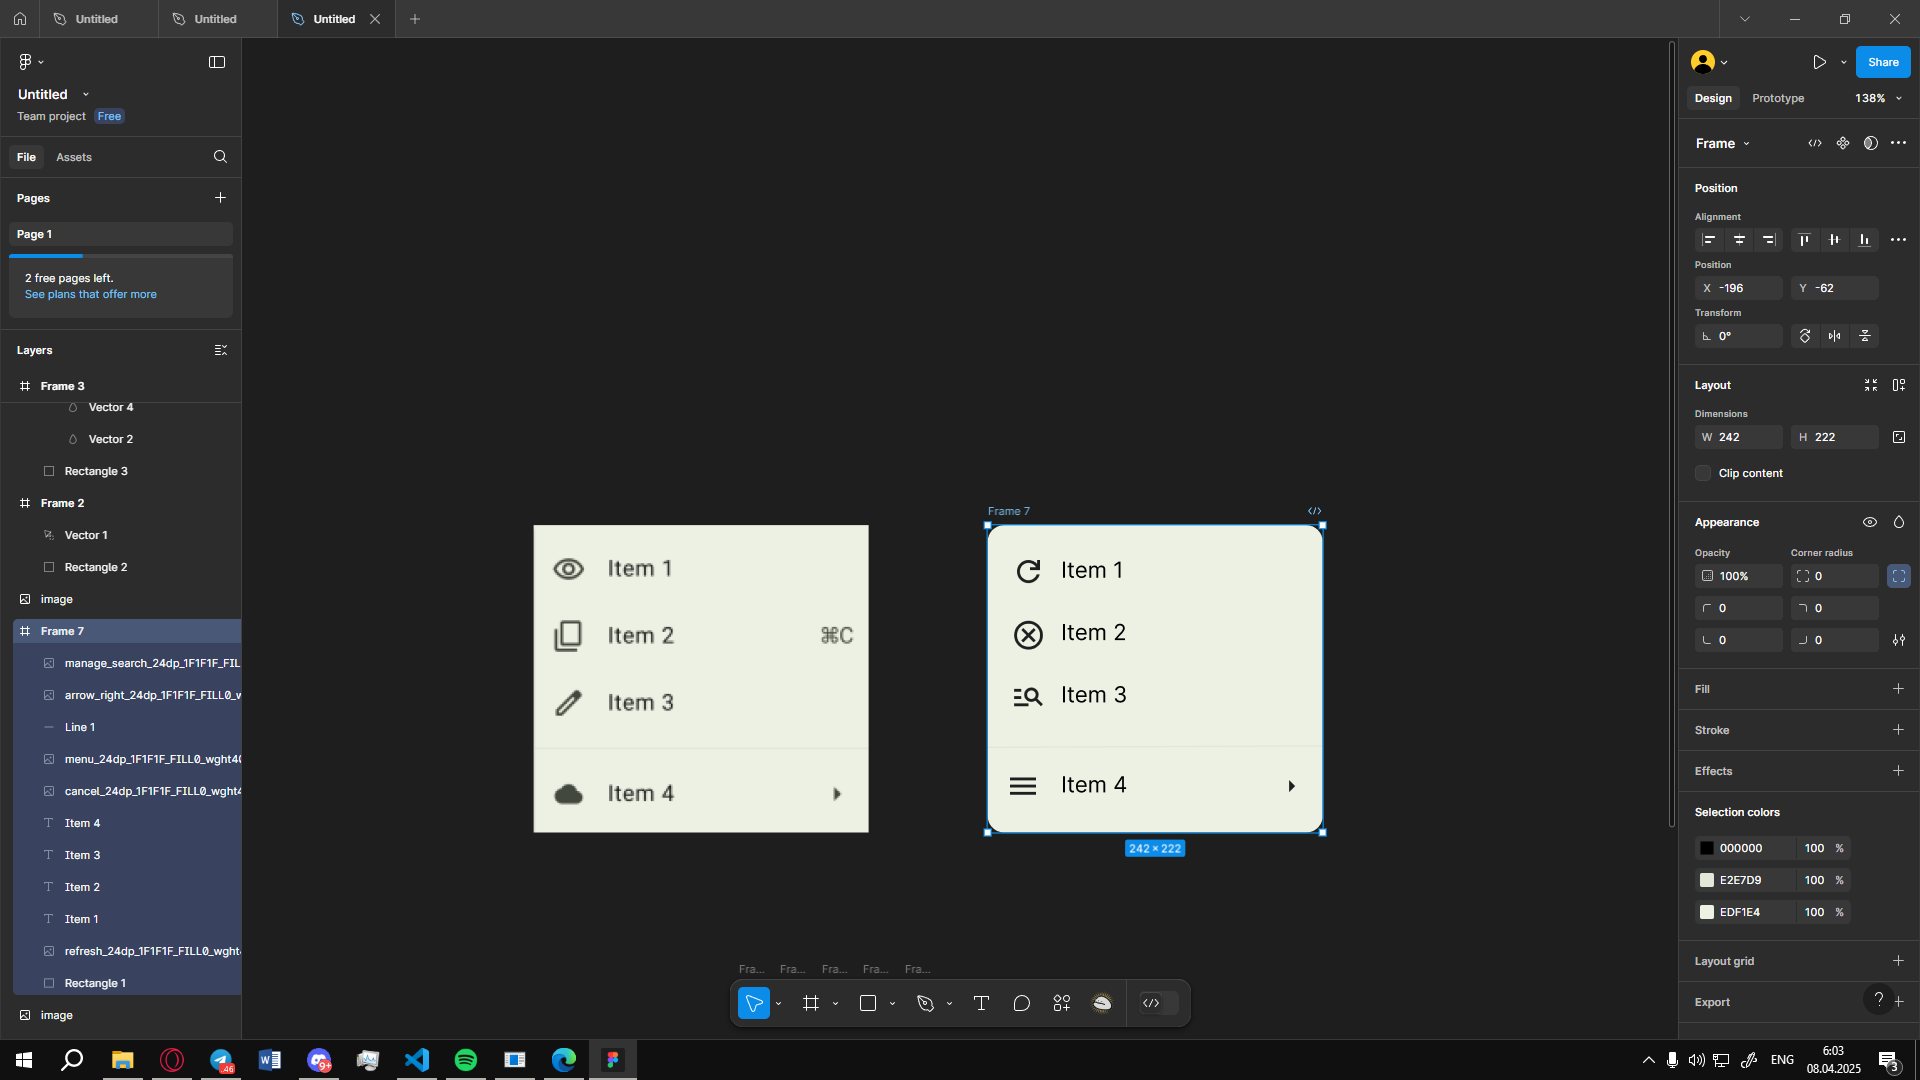 Untitled
Untitled
Untitled
Untitled
Team project Free
File Assets
Pages
Page 1
2 free pages left.
See plans that offer more
Layers
Frame 3
Vector 4
Vector 2
Rectangle 3
Frame 2
Vector 1
Rectangle 2
image
Frame 7
manage_search_24dp_1F1F1F_FIL
arrow_right_24dp_1F1F1F_FILL0_w
Line 1
menu_24dp_1F1F1F_FILL0_wght40
cancel_24dp_1F1F1F_FILL0_wght4
Item 4
Item 3
Item 2
Item 1
refresh_24dp_1F1F1F_FILL0_wght4
Rectangle 1
image
Item 1
Item 2 ⌘C
Item 3
Item 4
Frame 7
Item 1
Item 2
Item 3
Item 4
242 × 222
Fra... Fra... Fra... Fra... Fra...
Share
Design Prototype 138%
Frame
Position
Alignment
Position
X -196 Y -62
Transform
0°
Layout
Dimensions
W 242 H 222
Clip content
Appearance
Opacity Corner radius
100% 0
0 0
0 0
Fill
Stroke
Effects
Selection colors
000000 100 %
E2E7D9 100 %
EDF1E4 100 %
Layout grid
Export
?
46
9+
ENG
6:03
08.04.2025
3